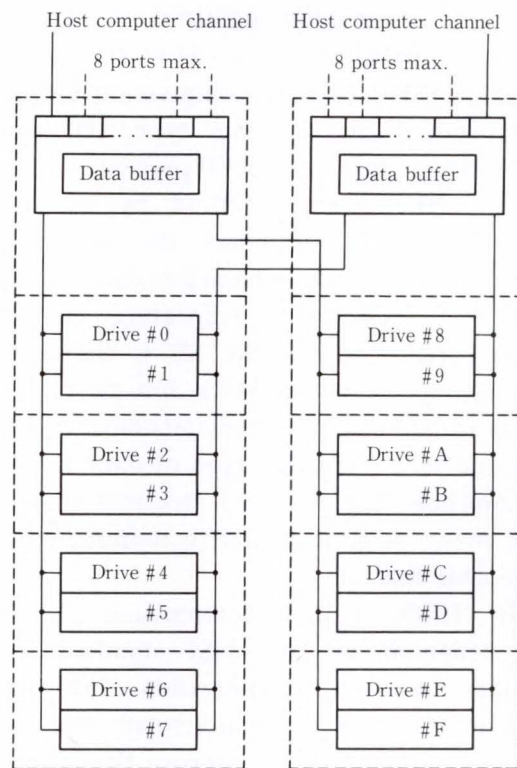 Host computer channel Host computer channel
8 ports max. 8 ports max.
Data buffer Data buffer
Drive #0 Drive #8
#1 #9
Drive #2 Drive #A
#3 #B
Drive #4 Drive #C
#5 #D
Drive #6 Drive #E
#7 #F